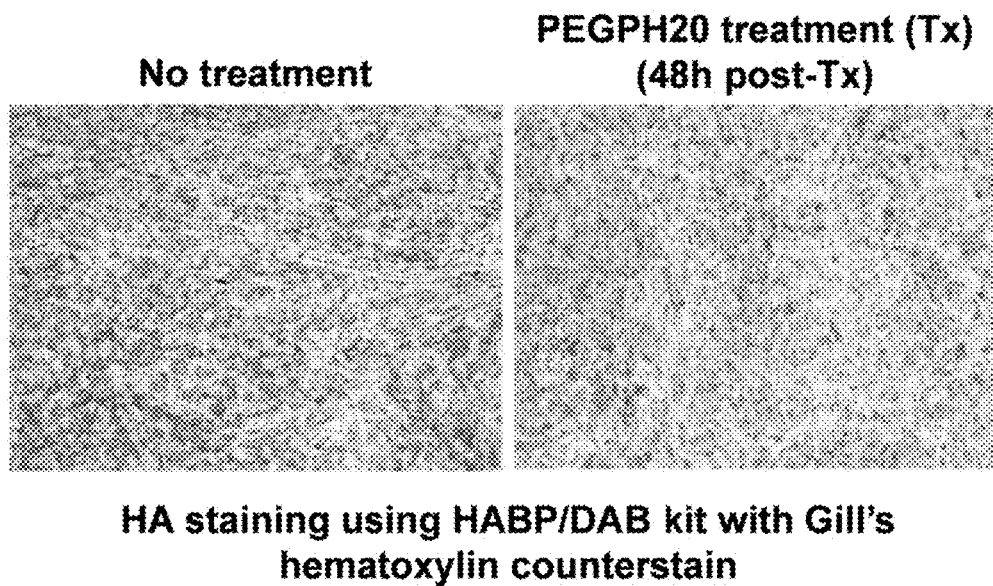 No treatment
PEGPH20 treatment (Tx)
(48h post-Tx)
HA staining using HABP/DAB kit with Gill's
hematoxylin counterstain